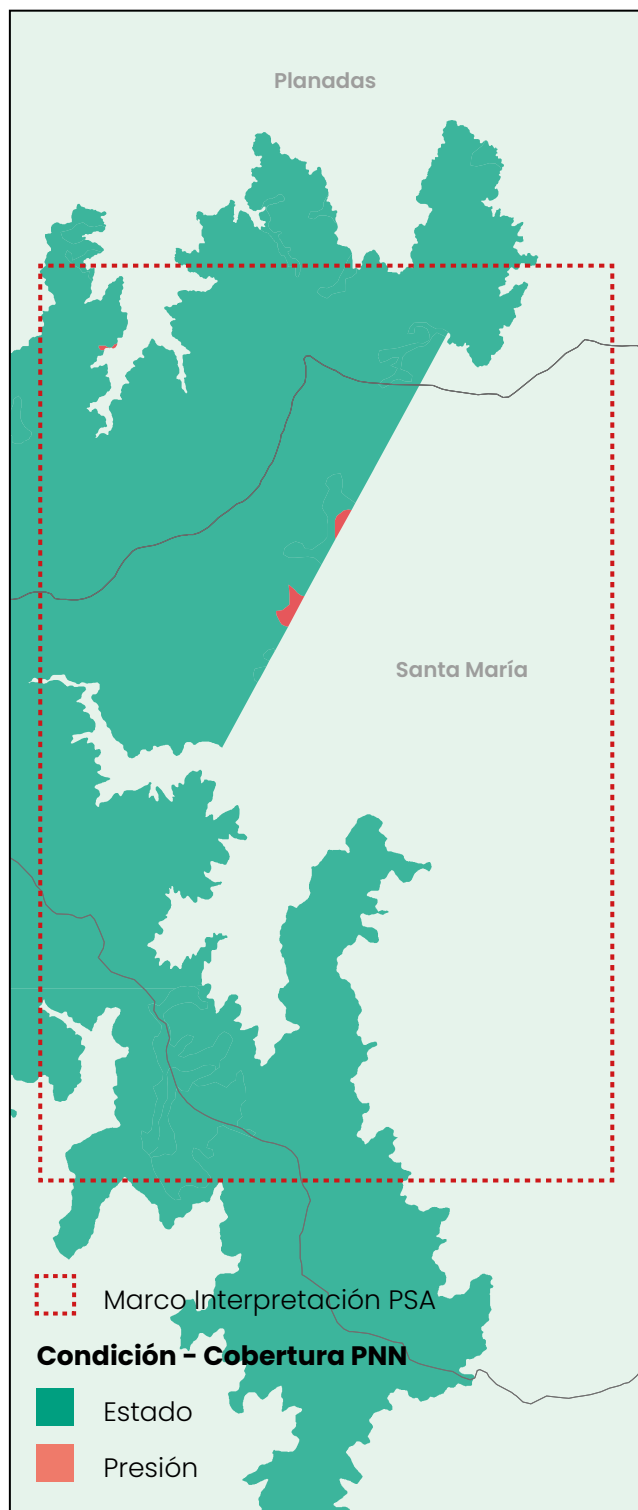 Planadas
Santa María
Marco Interpretación PSA
Condición - Cobertura PNN
Estado
Presión